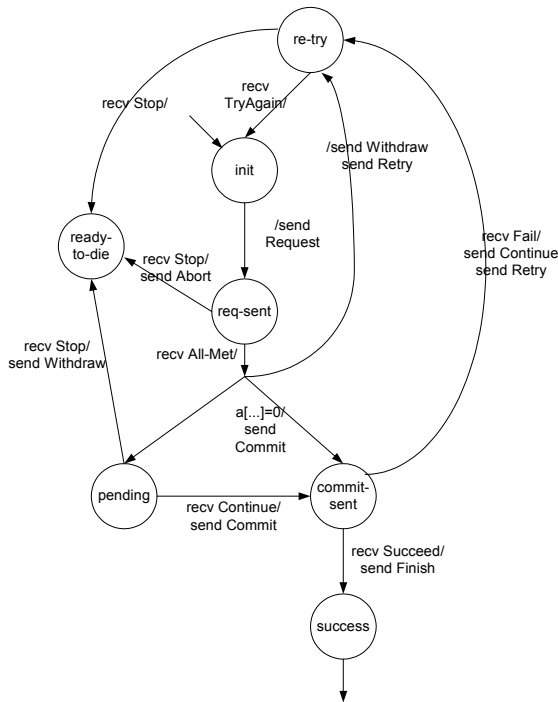 re-try
recv
TryAgain/
recv Stop/
/send Withdraw
send Retry
init
/send
Request
recv Fail/
send Continue
send Retry
ready-
to-die
recv Stop/
send Abort
req-sent
recv Stop/
send Withdraw
recv All-Met/
a[...]=0/
send
Commit
pending
commit-
sent
recv Continue/
send Commit
recv Succeed/
send Finish
success